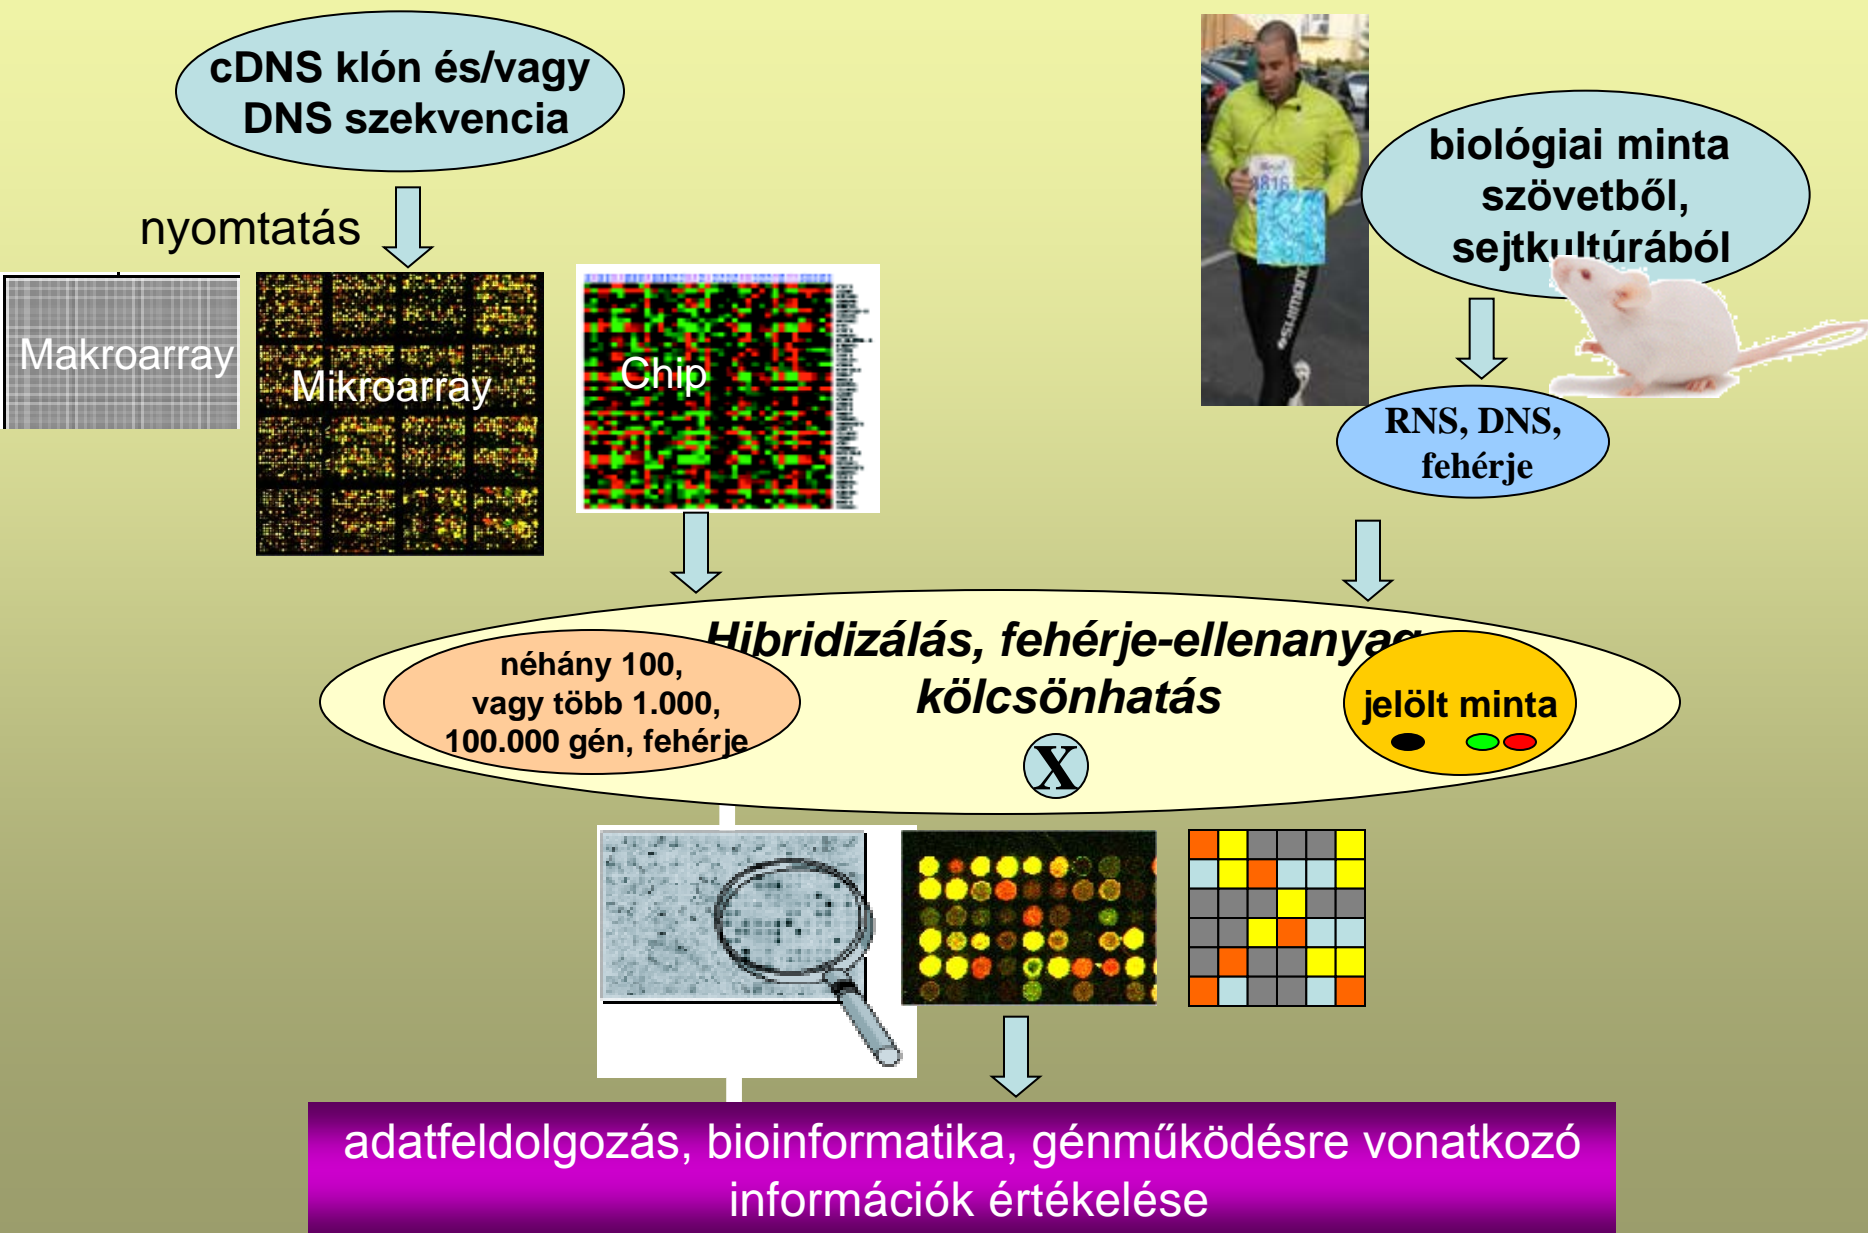 cDNS klón és/vagy
DNS szekvencia
nyomtatás
Makroarray
Mikroarray
Chip
4816
SHIMANO
biológiai minta
szövetből,
sejtkultúrából
RNS, DNS,
fehérje
Hibridizálás, fehérje-ellenanyag
kölcsönhatás
néhány 100,
vagy több 1.000,
100.000 gén, fehérje
X
jelölt minta
adatfeldolgozás, bioinformatika, génműködésre vonatkozó
információk értékelése